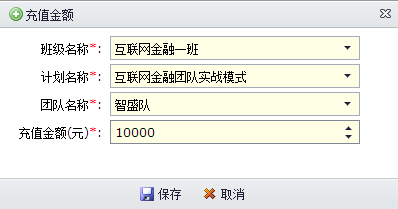 充值金额
班级名称*: 互联网金融一班
计划名称*: 互联网金融团队实战模式
团队名称*: 智盛队
充值金额(元)*: 10000
保存 取消